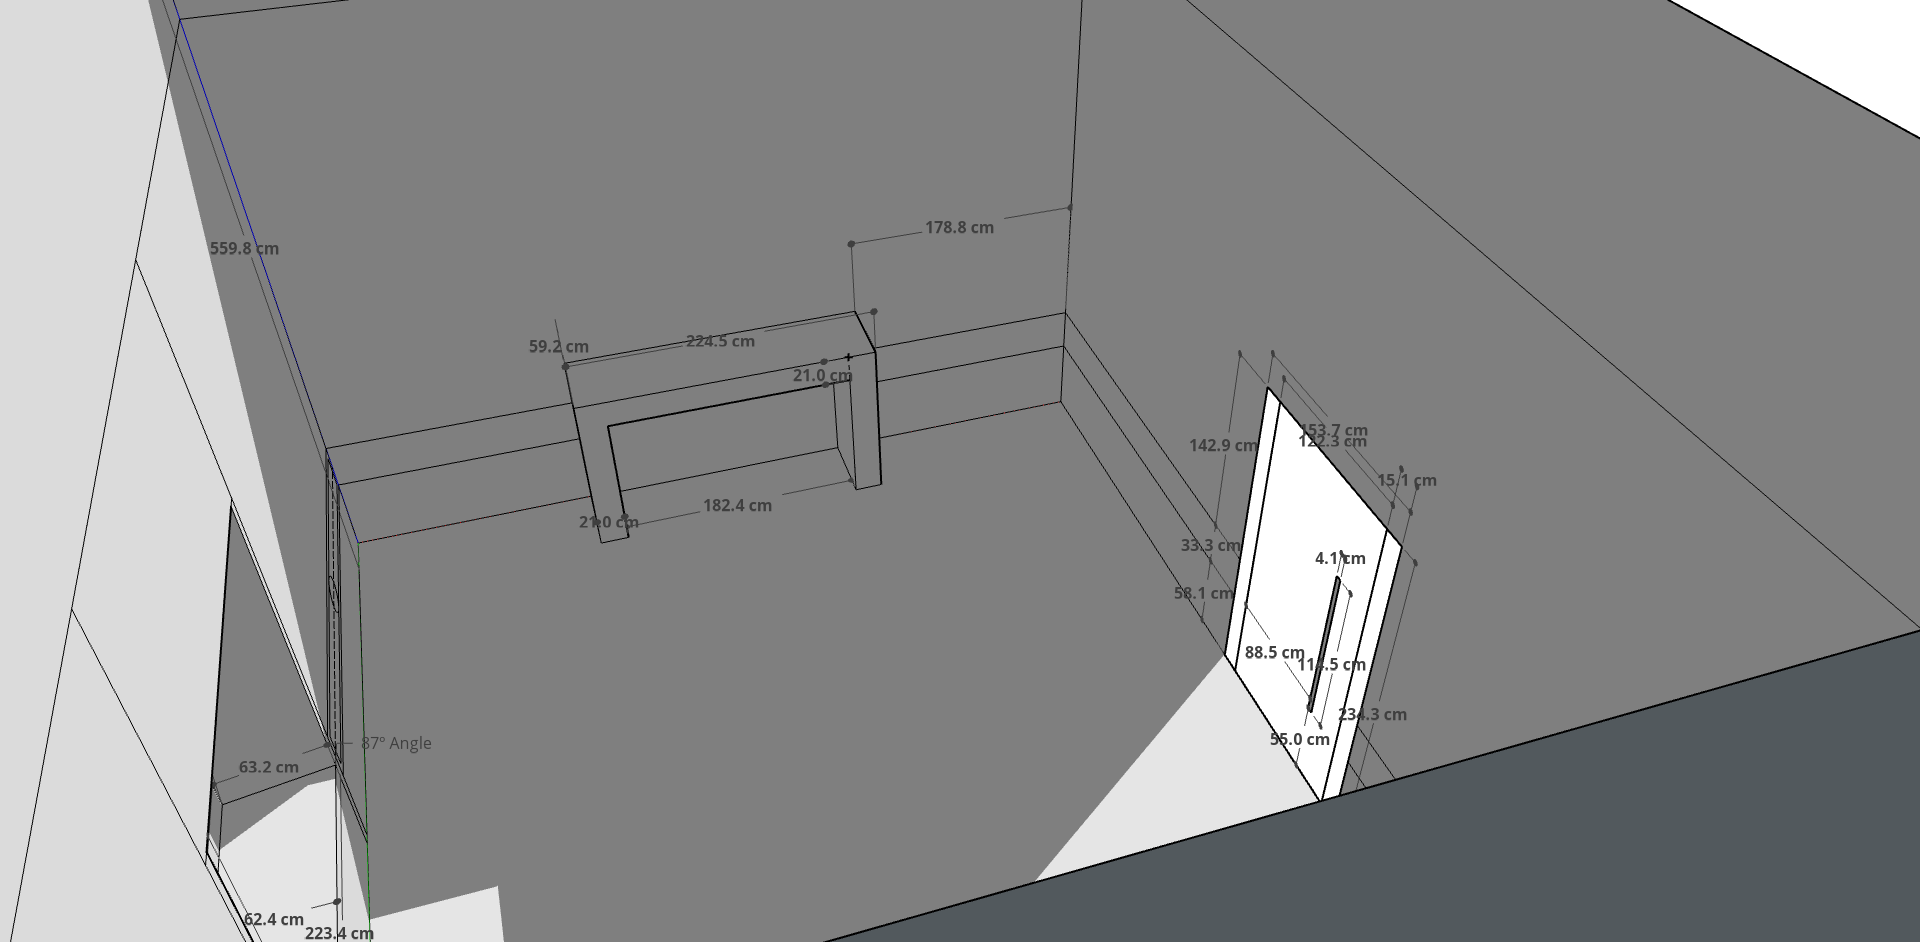 178.8 cm
559.8 cm
224.5 cm
59.2 cm
21.0 cm
153.7 cm
122.3 cm
142.9 cm
15.1 cm
182.4 cm
21.0 cm
33.3 cm
4.1 cm
58.1 cm
88.5 cm
114.5 cm
234.3 cm
55.0 cm
87º Angle
63.2 cm
62.4 cm
223.4 cm